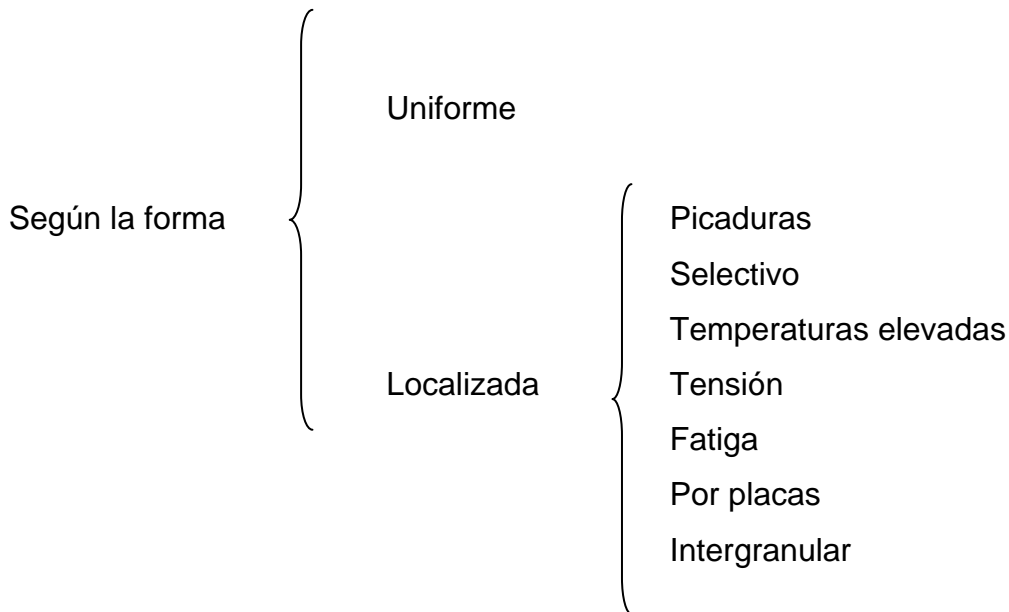 Uniforme
Según la forma
Picaduras
Selectivo
Temperaturas elevadas
Localizada
Tensión
Fatiga
Por placas
Intergranular